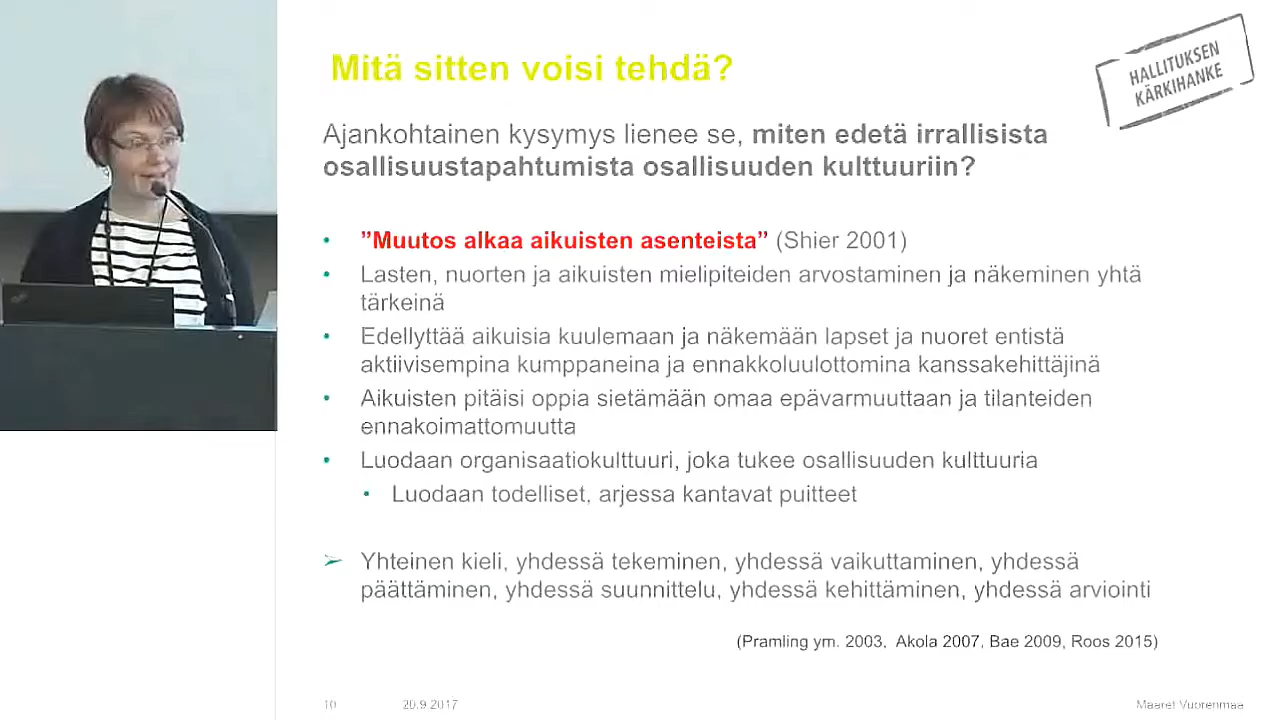 Mitä sitten voisi tehdä?
HALLITUKSEN
KÄRKIHANKE
Ajankohtainen kysymys lienee se, miten edetä irrallisista
osallisuustapahtumista osallisuuden kulttuuriin?
• ”Muutos alkaa aikuisten asenteista” (Shier 2001)
• Lasten, nuorten ja aikuisten mielipiteiden arvostaminen ja näkeminen yhtä
tärkeinä
• Edellyttää aikuisia kuulemaan ja näkemään lapset ja nuoret entistä
aktiivisempina kumppaneina ja ennakkoluulottomina kanssakehittäjinä
• Aikuisten pitäisi oppia sietämään omaa epävarmuuttaan ja tilanteiden
ennakoimattomuutta
• Luodaan organisaatiokulttuuri, joka tukee osallisuuden kulttuuria
• Luodaan todelliset, arjessa kantavat puitteet
➢ Yhteinen kieli, yhdessä tekeminen, yhdessä vaikuttaminen, yhdessä
päättäminen, yhdessä suunnittelu, yhdessä kehittäminen, yhdessä arviointi
(Pramling ym. 2003, Akola 2007, Bae 2009, Roos 2015)
10 20.9.2017 Maaret Vuorenmaa